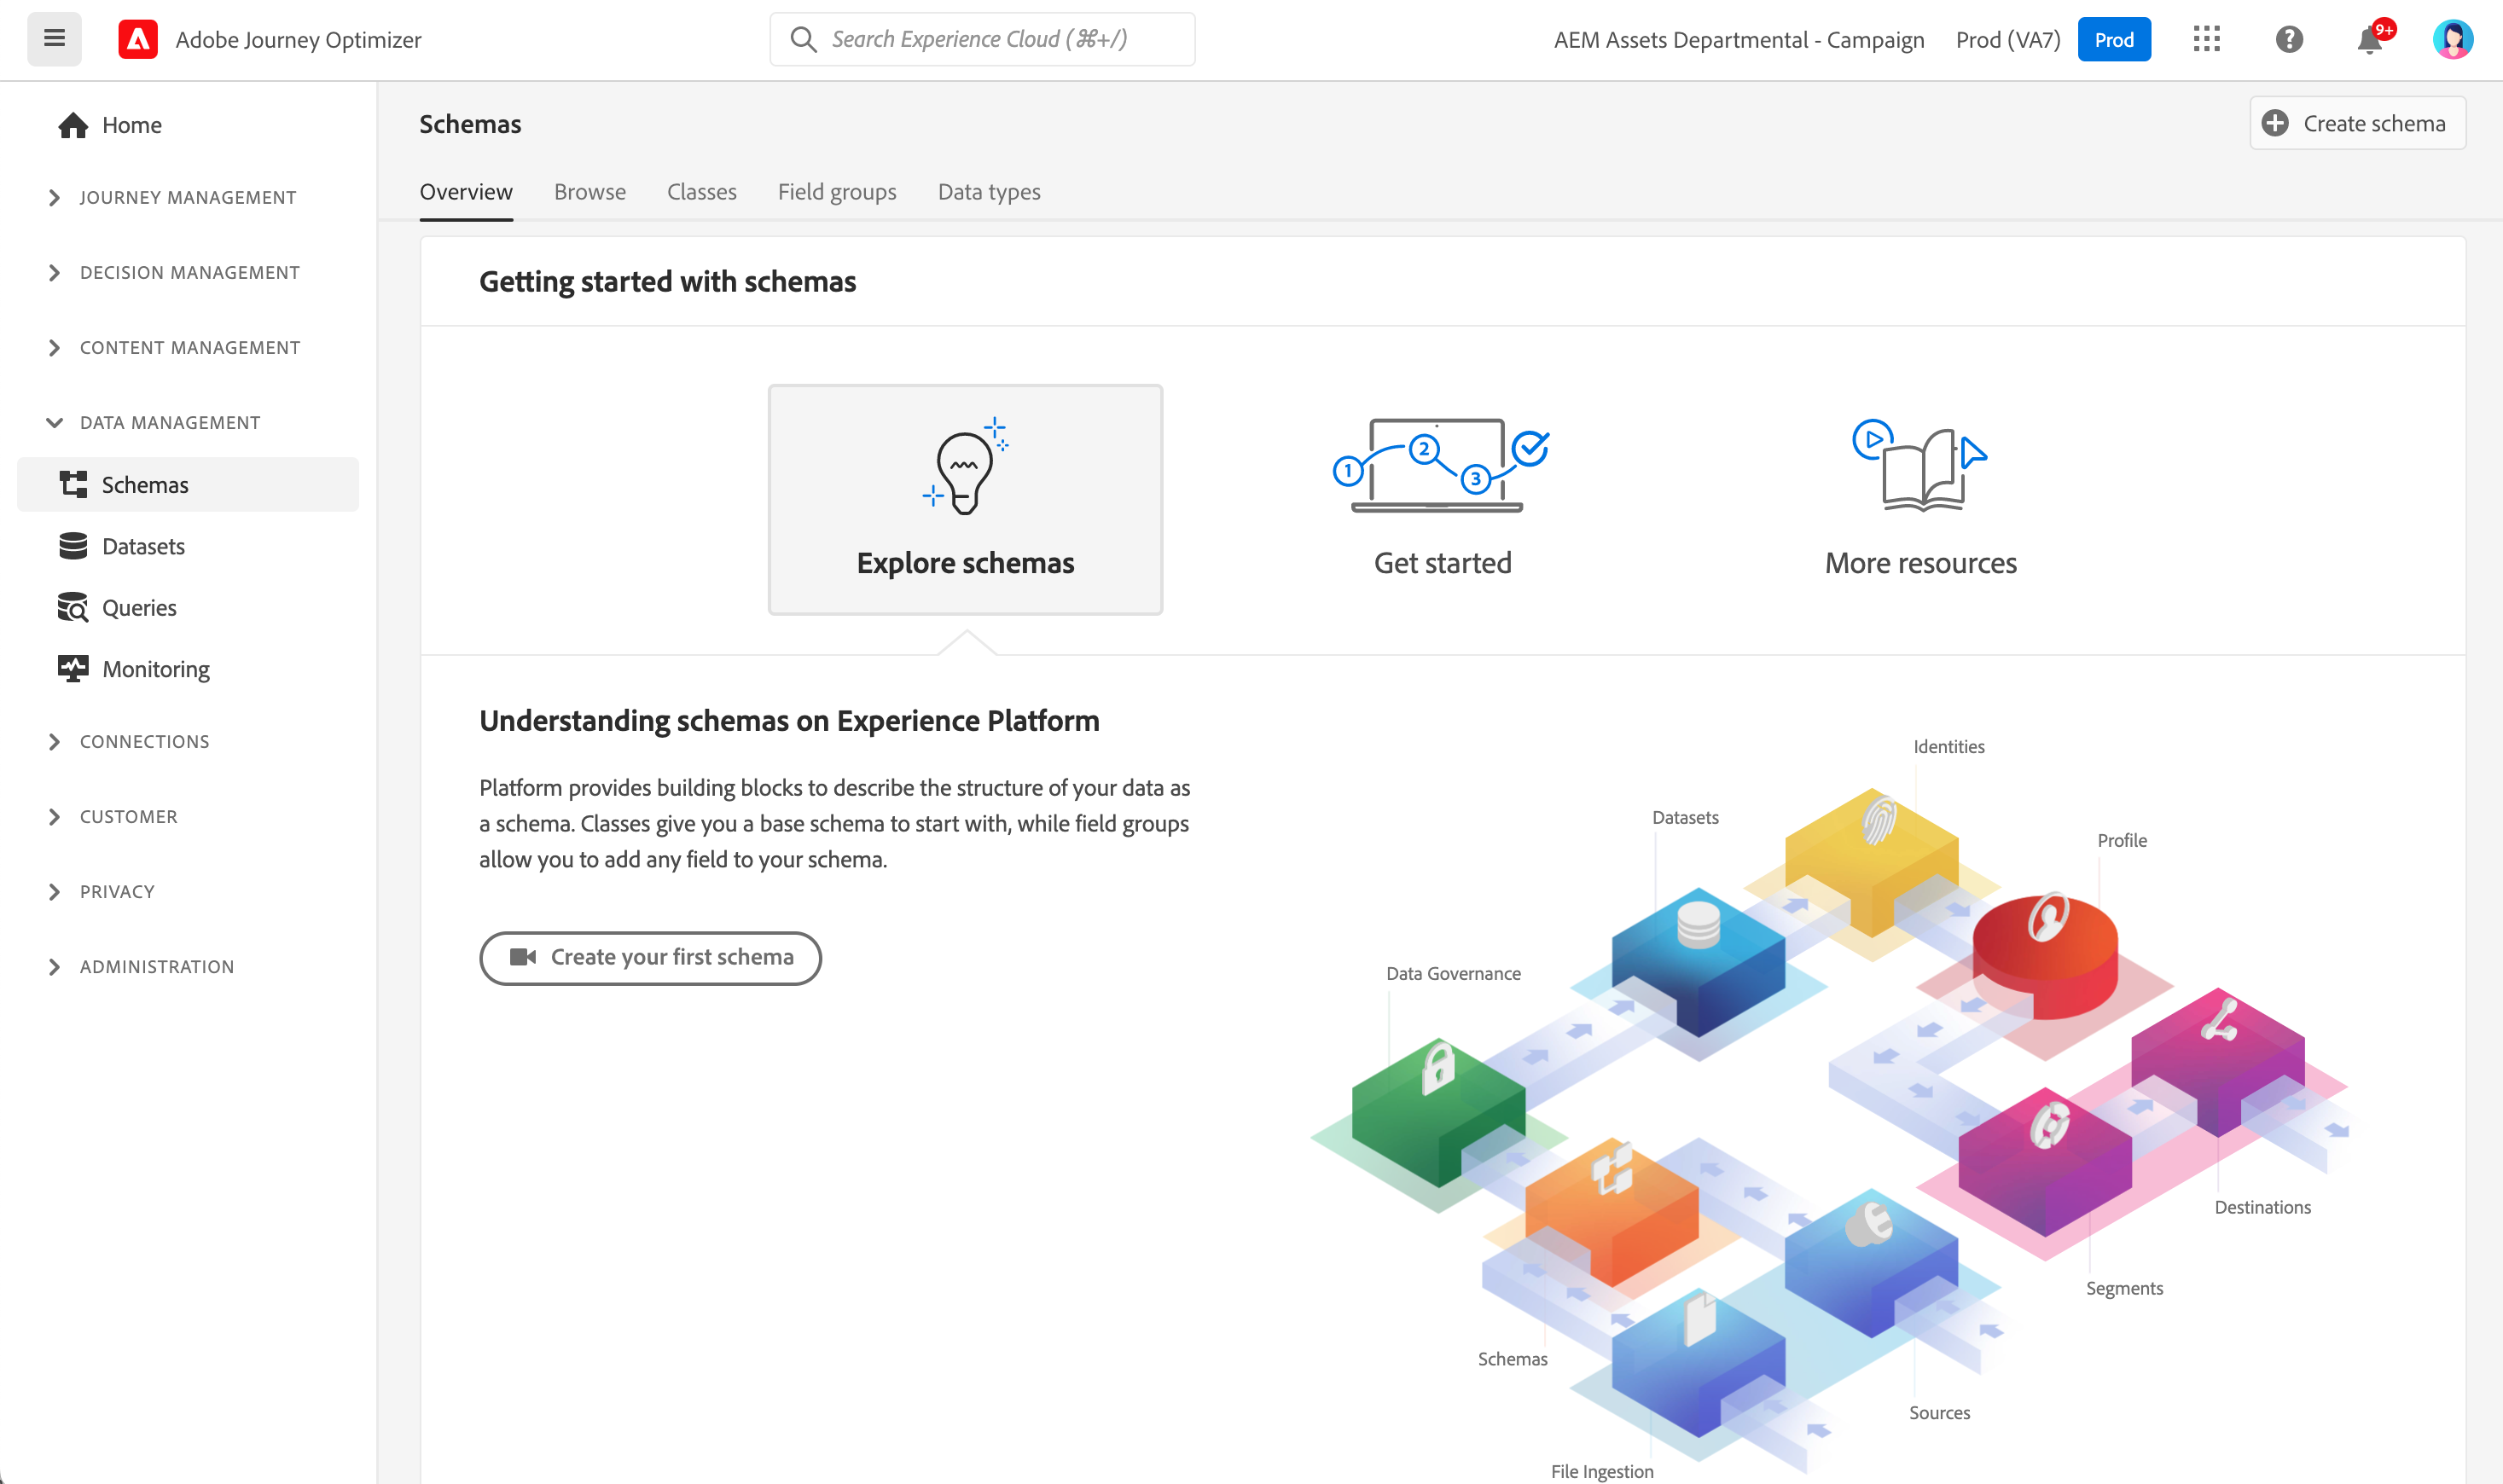 Adobe Journey Optimizer
Search Experience Cloud (⌘+/)
AEM Assets Departmental - Campaign
Prod (VA7)
Prod
9+
Home
JOURNEY MANAGEMENT
DECISION MANAGEMENT
CONTENT MANAGEMENT
DATA MANAGEMENT
Schemas
Datasets
Queries
Monitoring
CONNECTIONS
CUSTOMER
PRIVACY
ADMINISTRATION
Schemas
Create schema
Overview
Browse
Classes
Field groups
Data types
Getting started with schemas
1
2
3
Explore schemas
Get started
More resources
Understanding schemas on Experience Platform
Platform provides building blocks to describe the structure of your data as
a schema. Classes give you a base schema to start with, while field groups
allow you to add any field to your schema.
Create your first schema
Identities
Datasets
Profile
Data Governance
Destinations
Segments
Schemas
Sources
File Ingestion